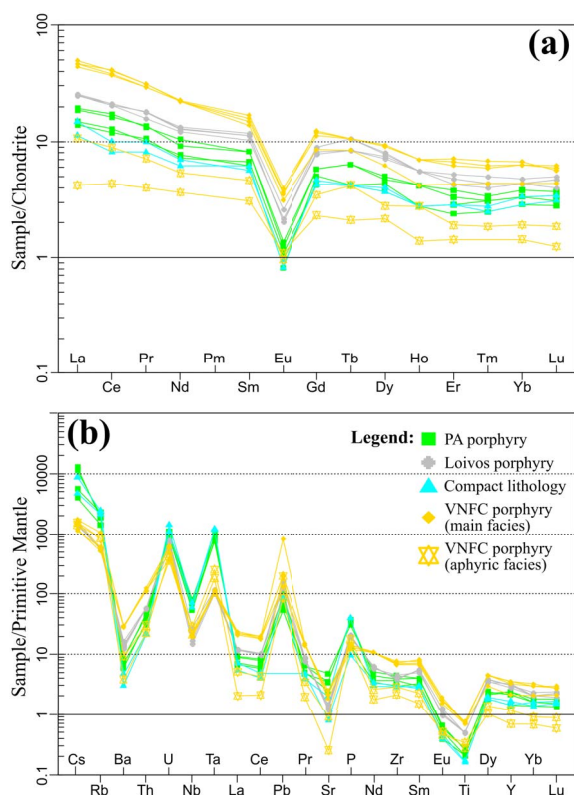 (a)
Sample/Chondrite
100
10
1
0.1
La Pr Pm Eu Tb Ho Tm Lu
Ce Nd Sm Gd Dy Er Yb
(b)
Sample/Primitive Mantle
10000
1000
100
10
1
0.1
Legend:
PA porphyry
Loivos porphyry
Compact lithology
VNFC porphyry
(main facies)
VNFC porphyry
(aphyric facies)
Cs Ba U Ta Ce Pr P Zr Eu Dy Yb
Rb Th Nb La Pb Sr Nd Sm Ti Y Lu